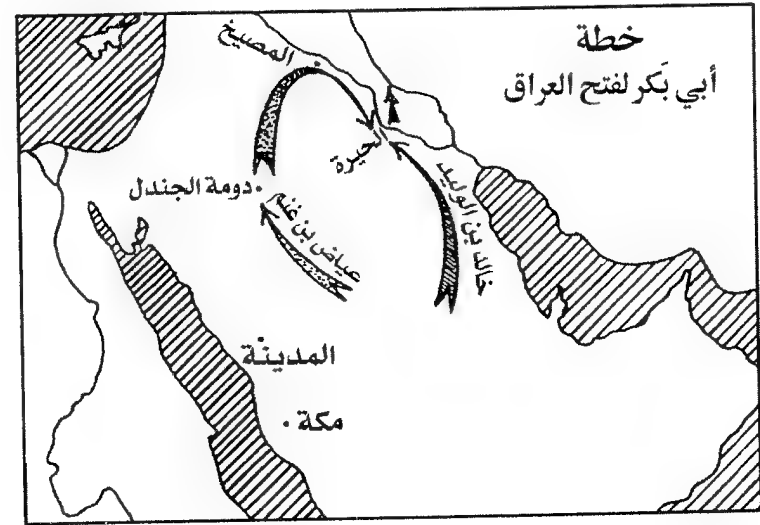 خطة
أبي بَكر لفتح العراق
المصيخ
الحيرة
دومة الجندل
عياض بن غنم
خالد بن الوليد
المدينة
مكة